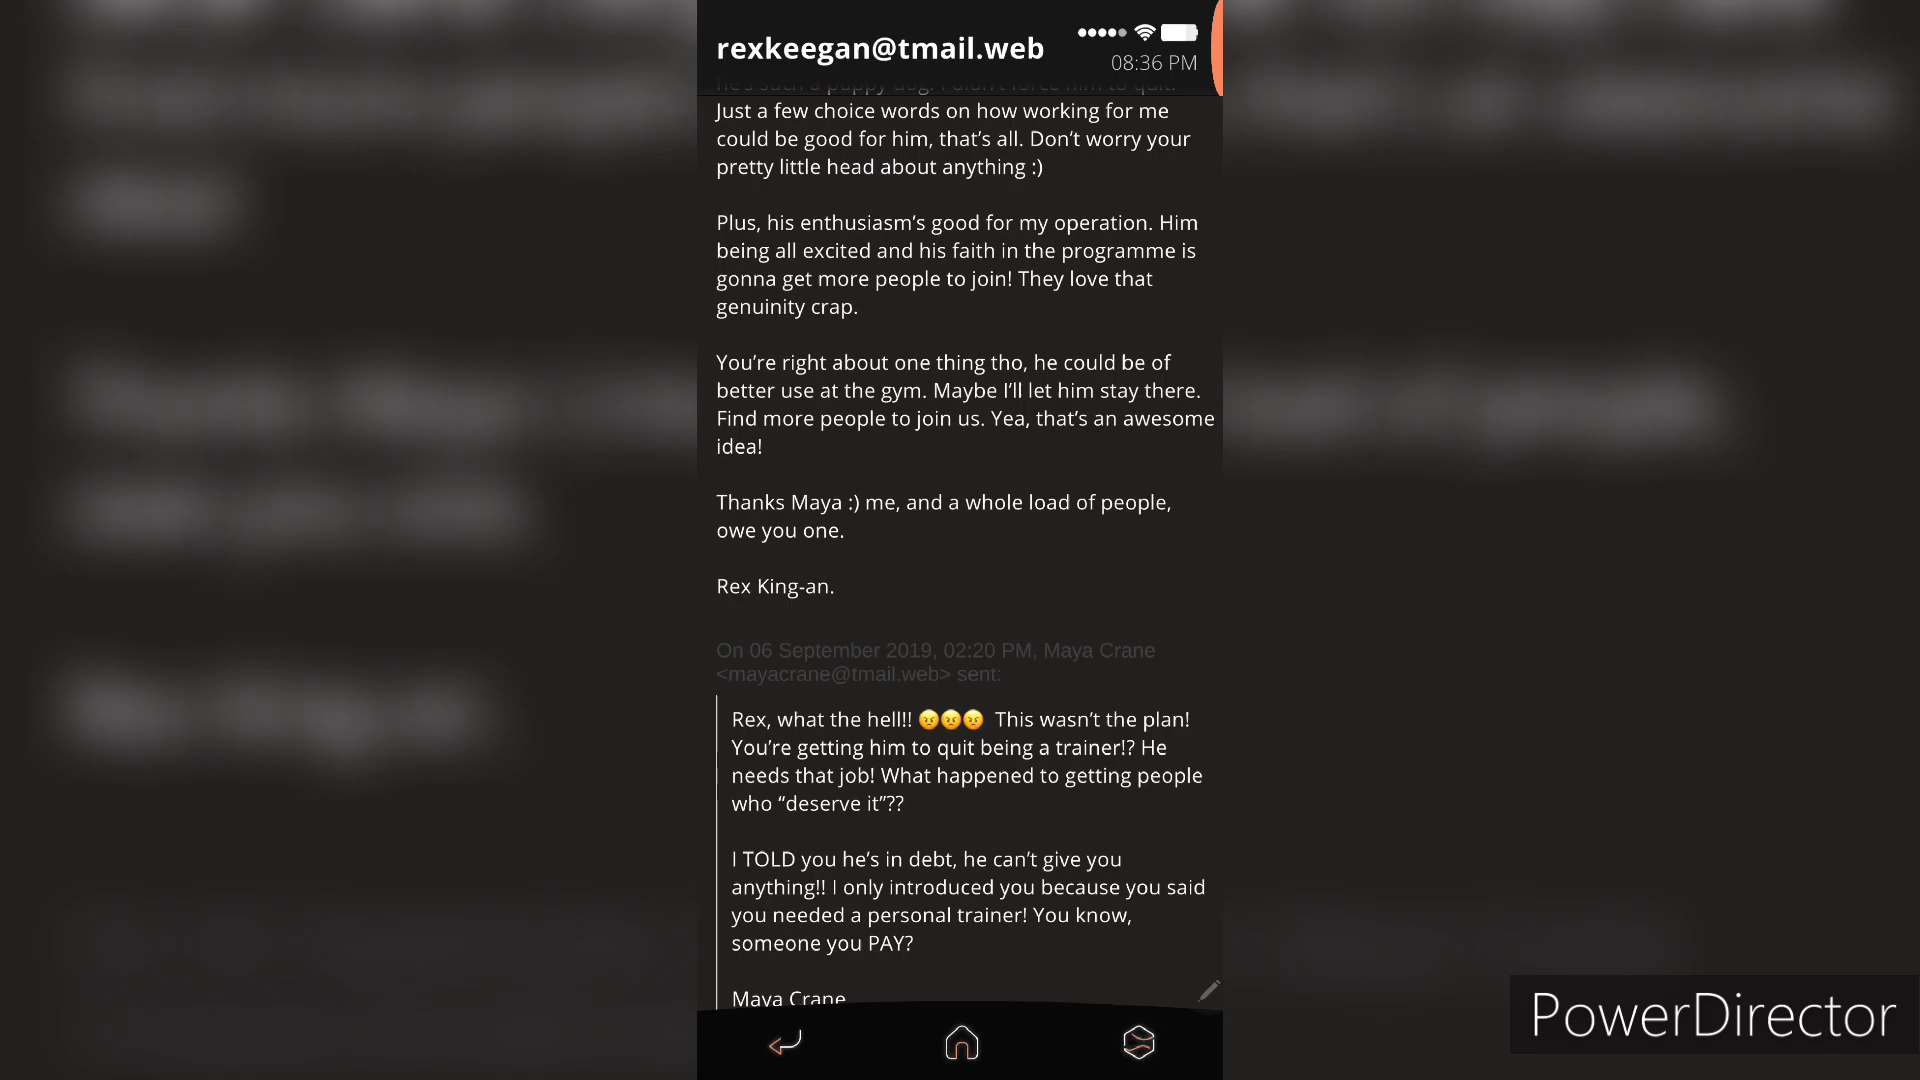 rexkeegan@tmail.web
08:36 PM
he's such a puppy dog. I didn't force him to quit.
Just a few choice words on how working for me
could be good for him, that's all. Don't worry your
pretty little head about anything :)
Plus, his enthusiasm's good for my operation. Him
being all excited and his faith in the programme is
gonna get more people to join! They love that
genuinity crap.
You're right about one thing tho, he could be of
better use at the gym. Maybe I'll let him stay there.
Find more people to join us. Yea, that's an awesome
idea!
Thanks Maya :) me, and a whole load of people,
owe you one.
Rex King-an.
On 06 September 2019, 02:20 PM, Maya Crane
<mayacrane@tmail.web> sent:
Rex, what the hell!! 😠😠😠 This wasn't the plan!
You're getting him to quit being a trainer!? He
needs that job! What happened to getting people
who “deserve it”??
I TOLD you he's in debt, he can't give you
anything!! I only introduced you because you said
you needed a personal trainer! You know,
someone you PAY?
Maya Crane
PowerDirector